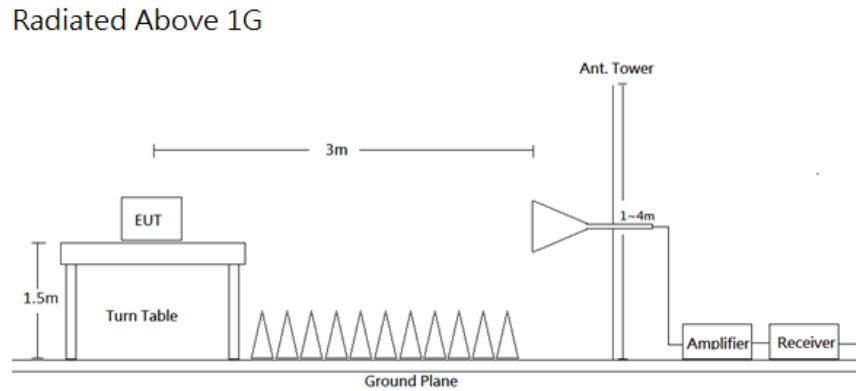 Radiated Above 1G
Ant. Tower
3m
EUT
1~4m
1.5m
Turn Table
Amplifier
Receiver
Ground Plane